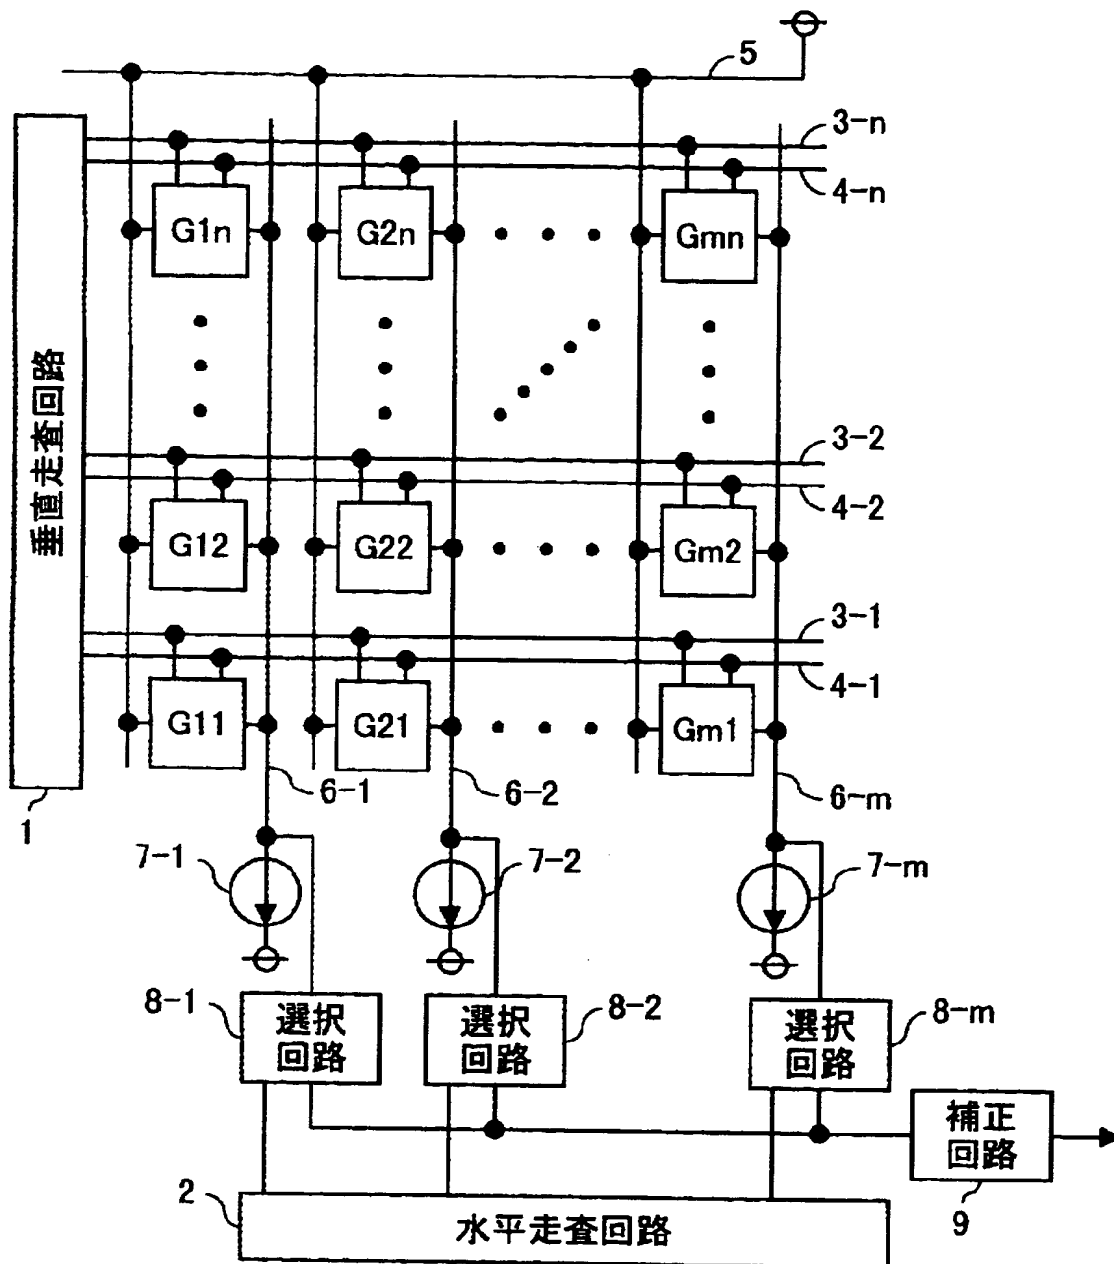 5
3-n
4-n
G1n
G2n
Gmn
垂直走査回路
3-2
4-2
G12
G22
Gm2
3-1
4-1
G11
G21
Gm1
6-1
6-2
6-m
1
7-1
7-2
7-m
8-1
選択
回路
8-2
選択
回路
8-m
選択
回路
補正
回路
2
水平走査回路
9